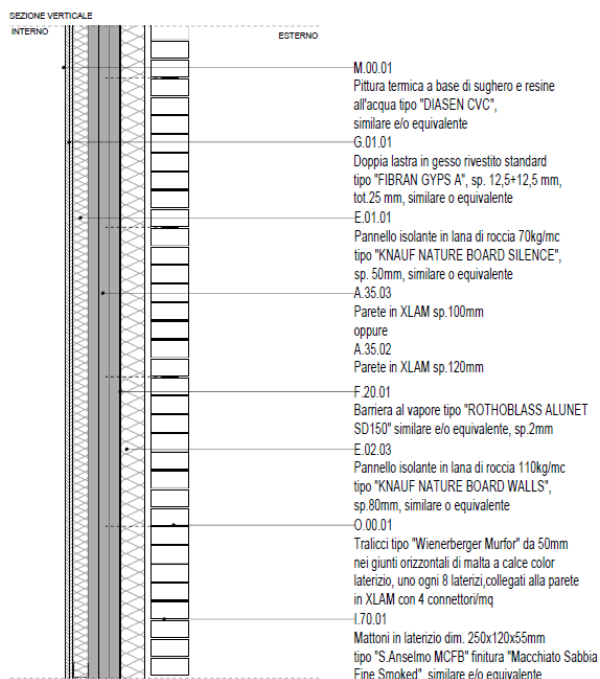 SEZIONE VERTICALE
INTERNO
ESTERNO
M.00.01
Pittura termica a base di sughero e resine
all'acqua tipo "DIASEN CVC",
similare e/o equivalente
G.01.01
Doppia lastra in gesso rivestito standard
tipo "FIBRAN GYPS A", sp. 12,5+12,5 mm,
tot.25 mm, similare o equivalente
E.01.01
Pannello isolante in lana di roccia 70kg/mc
tipo "KNAUF NATURE BOARD SILENCE",
sp. 50mm, similare o equivalente
A.35.03
Parete in XLAM sp.100mm
oppure
A.35.02
Parete in XLAM sp.120mm
F.20.01
Barriera al vapore tipo "ROTHOBLASS ALUNET
SD150" similare e/o equivalente, sp.2mm
E.02.03
Pannello isolante in lana di roccia 110kg/mc
tipo "KNAUF NATURE BOARD WALLS",
sp.80mm, similare o equivalente
O.00.01
Tralicci tipo "Wienerberger Murfor" da 50mm
nei giunti orizzontali di malta a calce color
laterizio, uno ogni 8 laterizi,collegati alla parete
in XLAM con 4 connettori/mq
I.70.01
Mattoni in laterizio dim. 250x120x55mm
tipo "S.Anselmo MCFB" finitura "Macchiato Sabbia
Fine Smoked", similare e/o equivalente